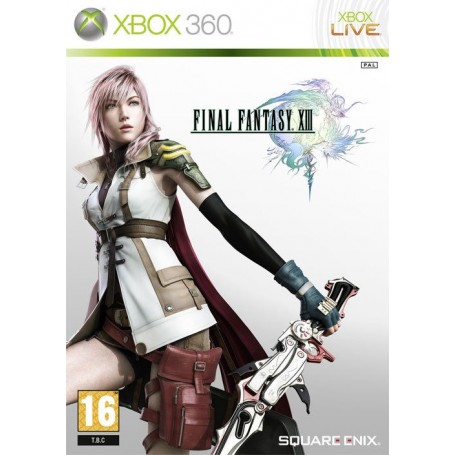 XBOX 360
XBOX
LIVE
PAL
FINAL FANTASY XIII
16
T.B.C
SQUARE ENIX